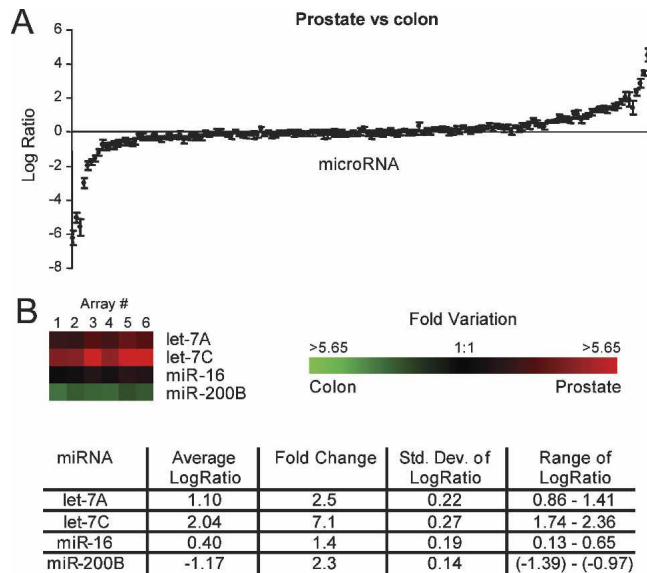 A
Prostate vs colon
Log Ratio
6
4
2
0
-2
-4
-6
-8
microRNA
B
Array #
1 2 3 4 5 6
let-7A
let-7C
miR-16
miR-200B
Fold Variation
>5.65 1:1 >5.65
Colon Prostate
miRNA Average LogRatio Fold Change Std. Dev. of LogRatio Range of LogRatio
let-7A 1.10 2.5 0.22 0.86 - 1.41
let-7C 2.04 7.1 0.27 1.74 - 2.36
miR-16 0.40 1.4 0.19 0.13 - 0.65
miR-200B -1.17 2.3 0.14 (-1.39) - (-0.97)